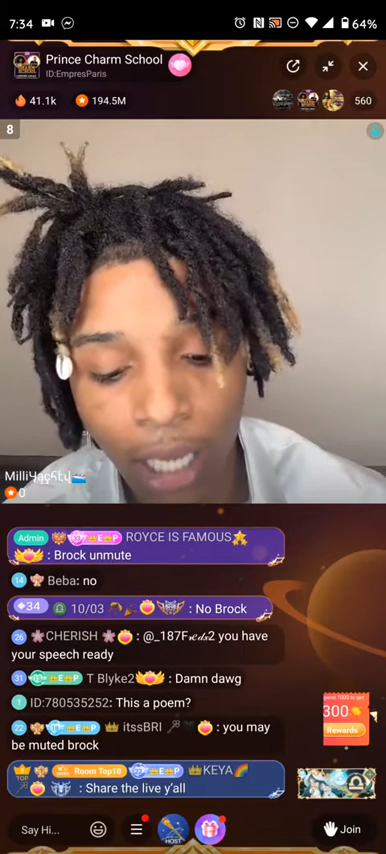 7:34
64%
Prince Charm School
ID:EmpresParis
41.1k
194.5M
560
8
0
Admin E P ROYCE IS FAMOUS
: Brock unmute
14 Beba: no
34 10/03 : No Brock
26 CHERISH : @_187Fredx2 you have
your speech ready
31 E P T Blyke2 : Damn dawg
1 ID:780535252: This a poem?
22 E P itssBRI : you may
be muted brock
TOP Room Top10 E P KEYA
: Share the live y'all
300
Rewards
Say Hi...
HOST
Join